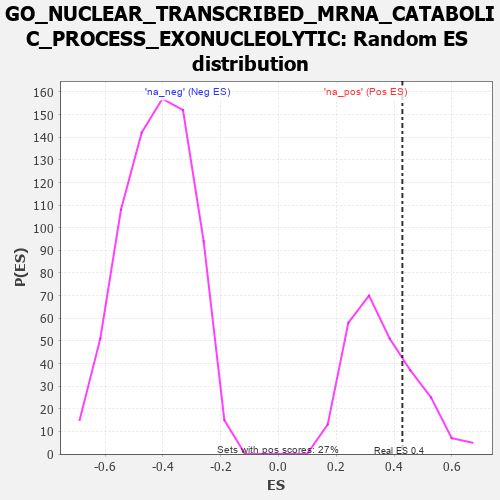 GO_NUCLEAR_TRANSCRIBED_MRNA_CATABOLI
C_PROCESS_EXONUCLEOLYTIC: Random ES
distribution
'na_neg' (Neg ES)
'na_pos' (Pos ES)
160
150
140
130
120
110
100
90
80
70
60
50
40
30
20
10
0
P(ES)
Sets with pos scores: 27%
Real ES 0.4
-0.6
-0.4
-0.2
0.0
0.2
0.4
0.6
ES